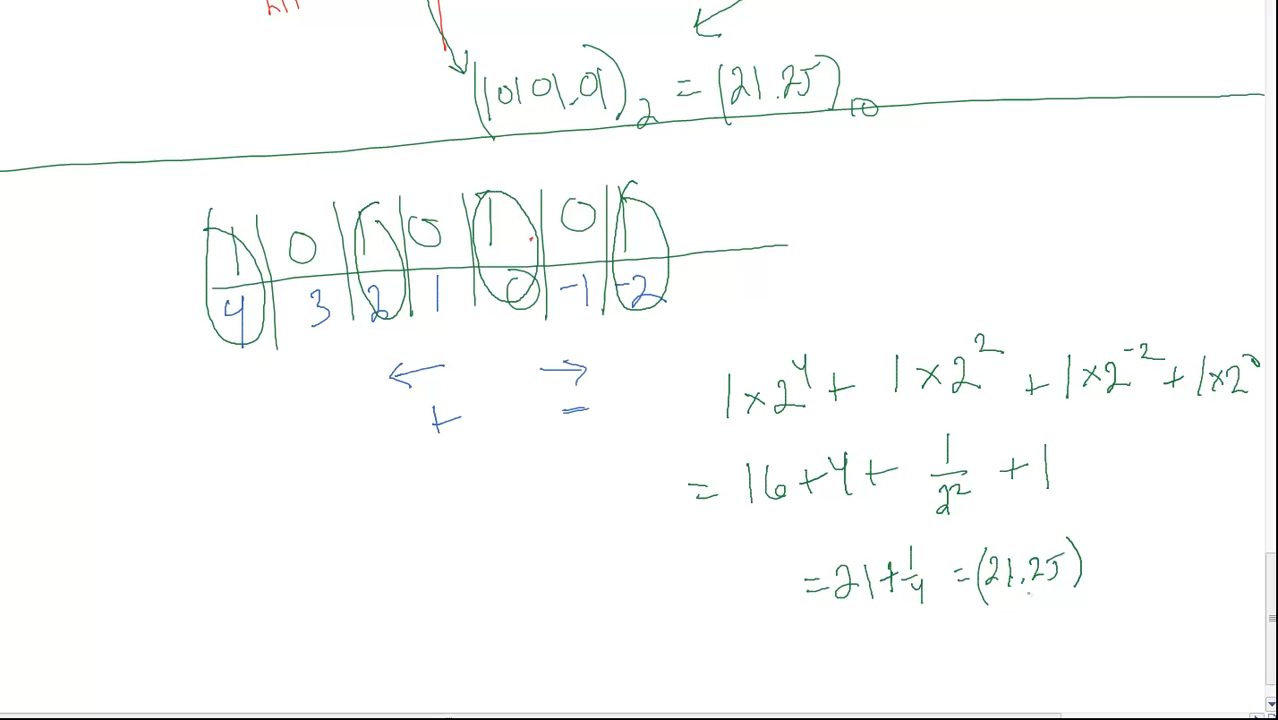 (10101.01)₂ = (21.25)₁₀
1 | 0 | 1 | 0 | 1 | 0 | 1
4 | 3 | 2 | 1 | 0 | -1 | -2
← →
+ =
1×2⁴ + 1×2² + 1×2⁻² + 1×2⁰
= 16+4+ 1/2² + 1
= 21+1/4 = (21.25)